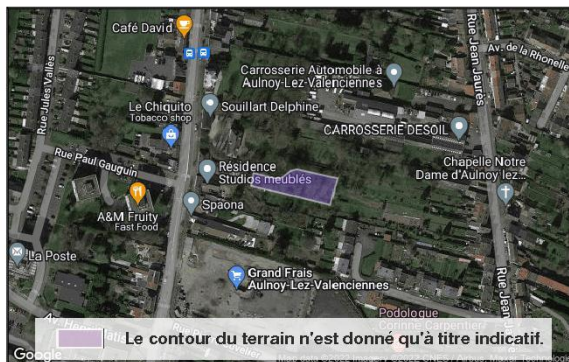 Café David
Rue Jules Vallès
Rue Jean Jaurès
Av. de la Rhonelle
Carrosserie Automobile à
Aulnoy-Lez-Valenciennes
Le Chiquito
Tobacco shop
Souillart Delphine
CARROSSERIE DESOIL
Rue Paul Gauguin
Résidence
Studios meublés
Chapelle Notre
Dame d'Aulnoy lez...
A&M Fruity
Fast Food
Spaona
La Poste
Grand Frais
Aulnoy-Lez-Valenciennes
Podologue
Corinne Carpentier
Rue Jean
Le contour du terrain n'est donné qu'à titre indicatif.
Google